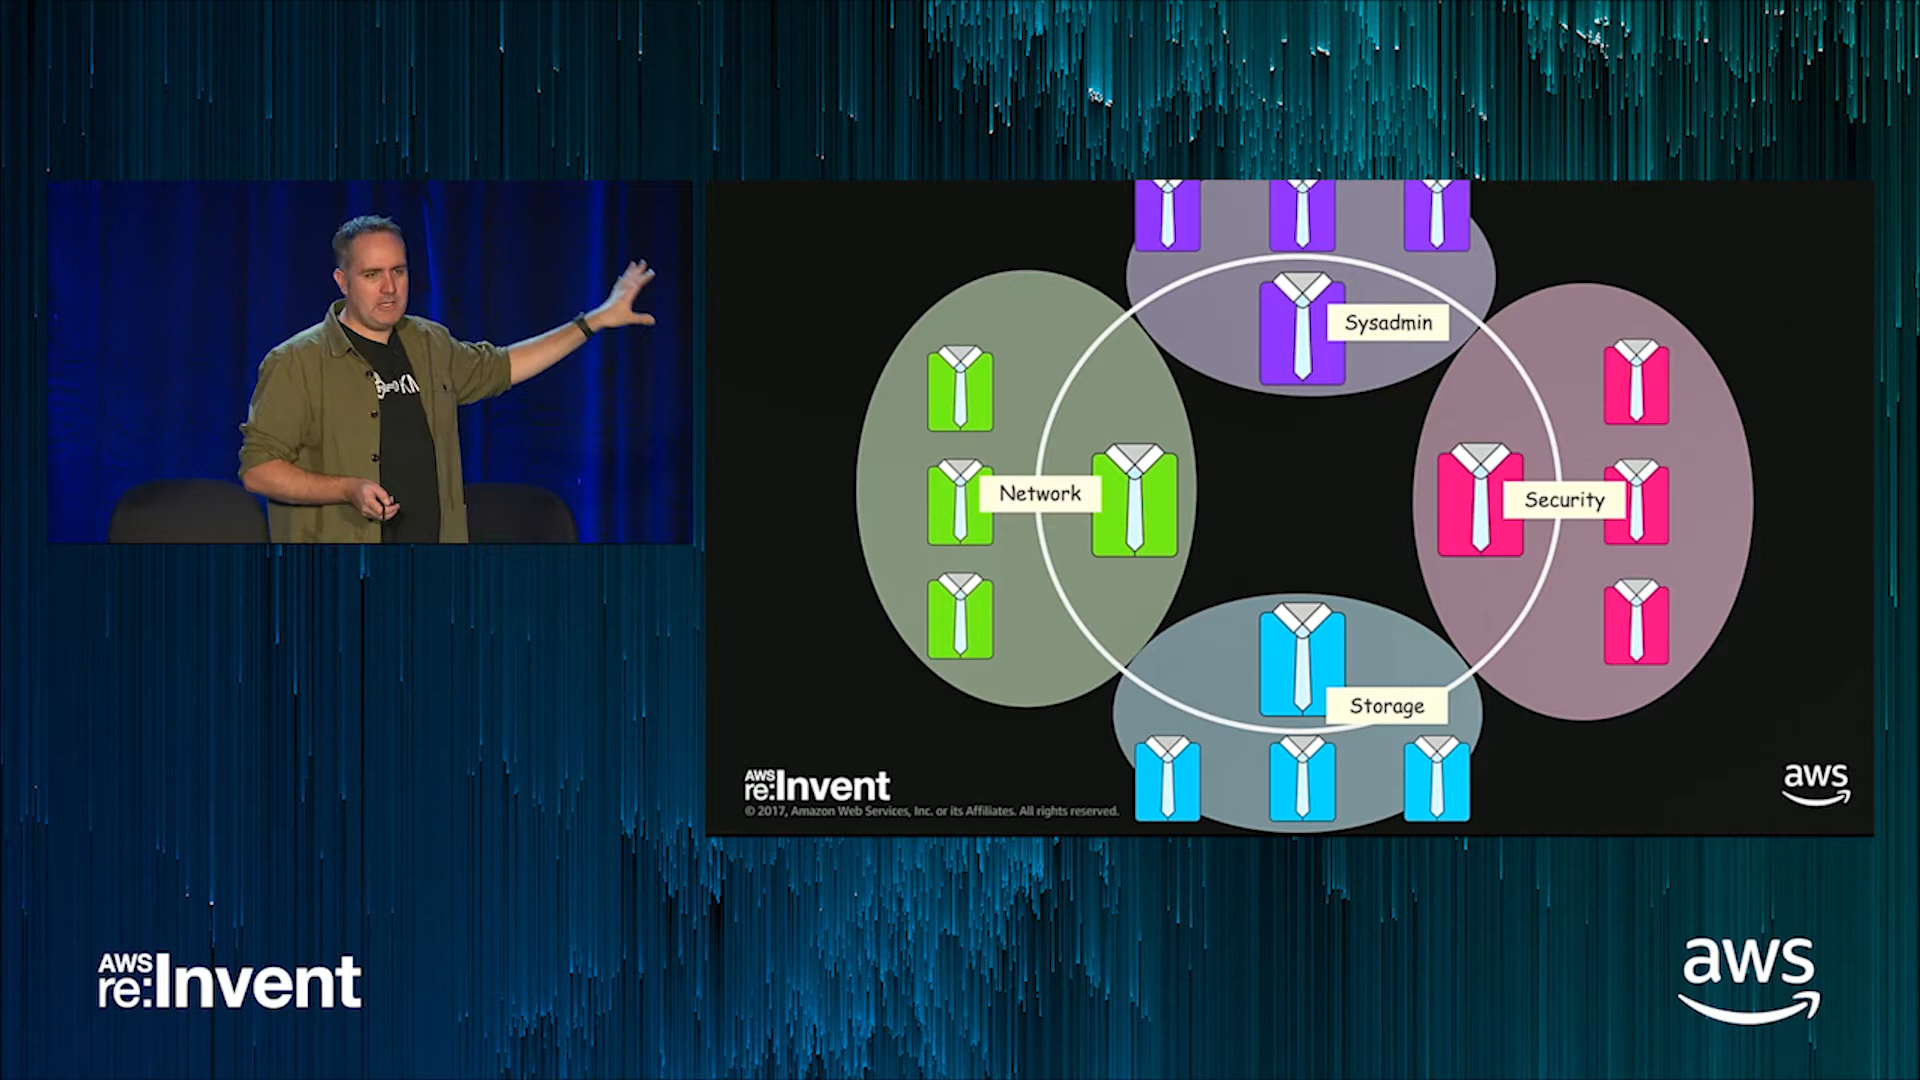 Sysadmin
Network
Security
Storage
AWS
re:Invent
© 2017, Amazon Web Services, Inc. or its Affiliates. All rights reserved.
aws
AWS
re:Invent
aws